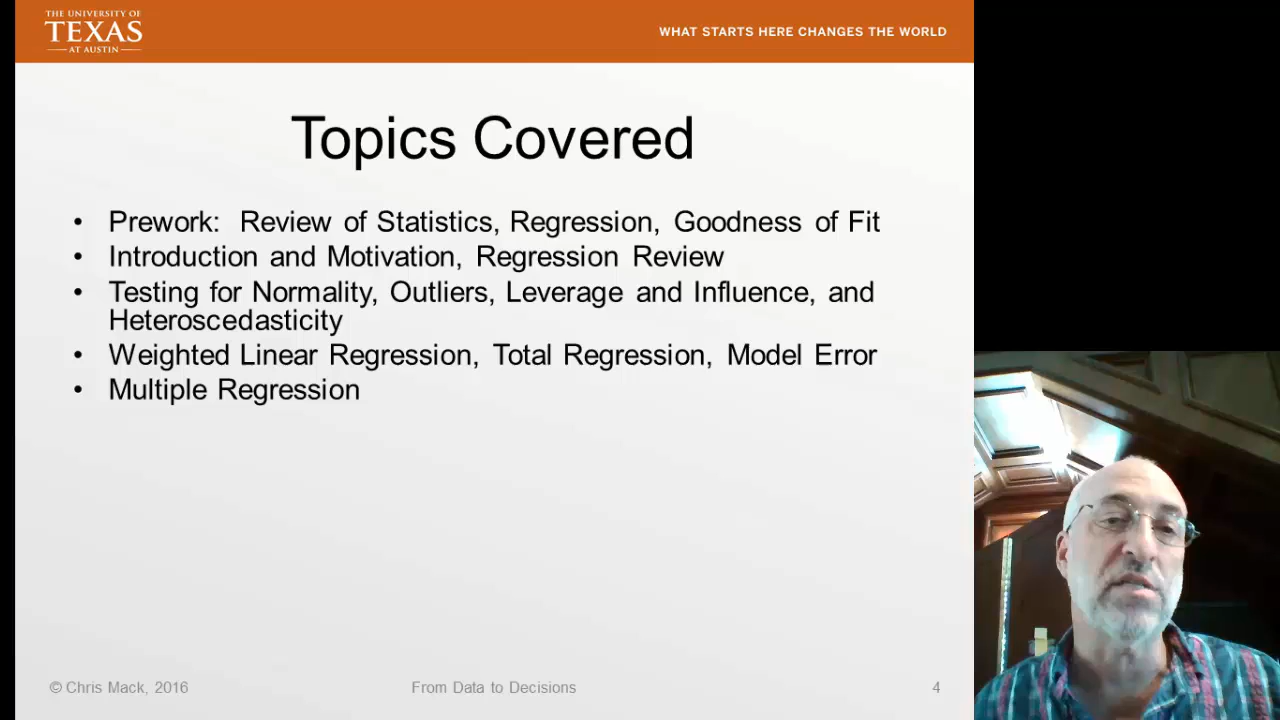 THE UNIVERSITY OF
TEXAS
AT AUSTIN
WHAT STARTS HERE CHANGES THE WORLD
Topics Covered
• Prework: Review of Statistics, Regression, Goodness of Fit
• Introduction and Motivation, Regression Review
• Testing for Normality, Outliers, Leverage and Influence, and
Heteroscedasticity
• Weighted Linear Regression, Total Regression, Model Error
• Multiple Regression
© Chris Mack, 2016
From Data to Decisions
4